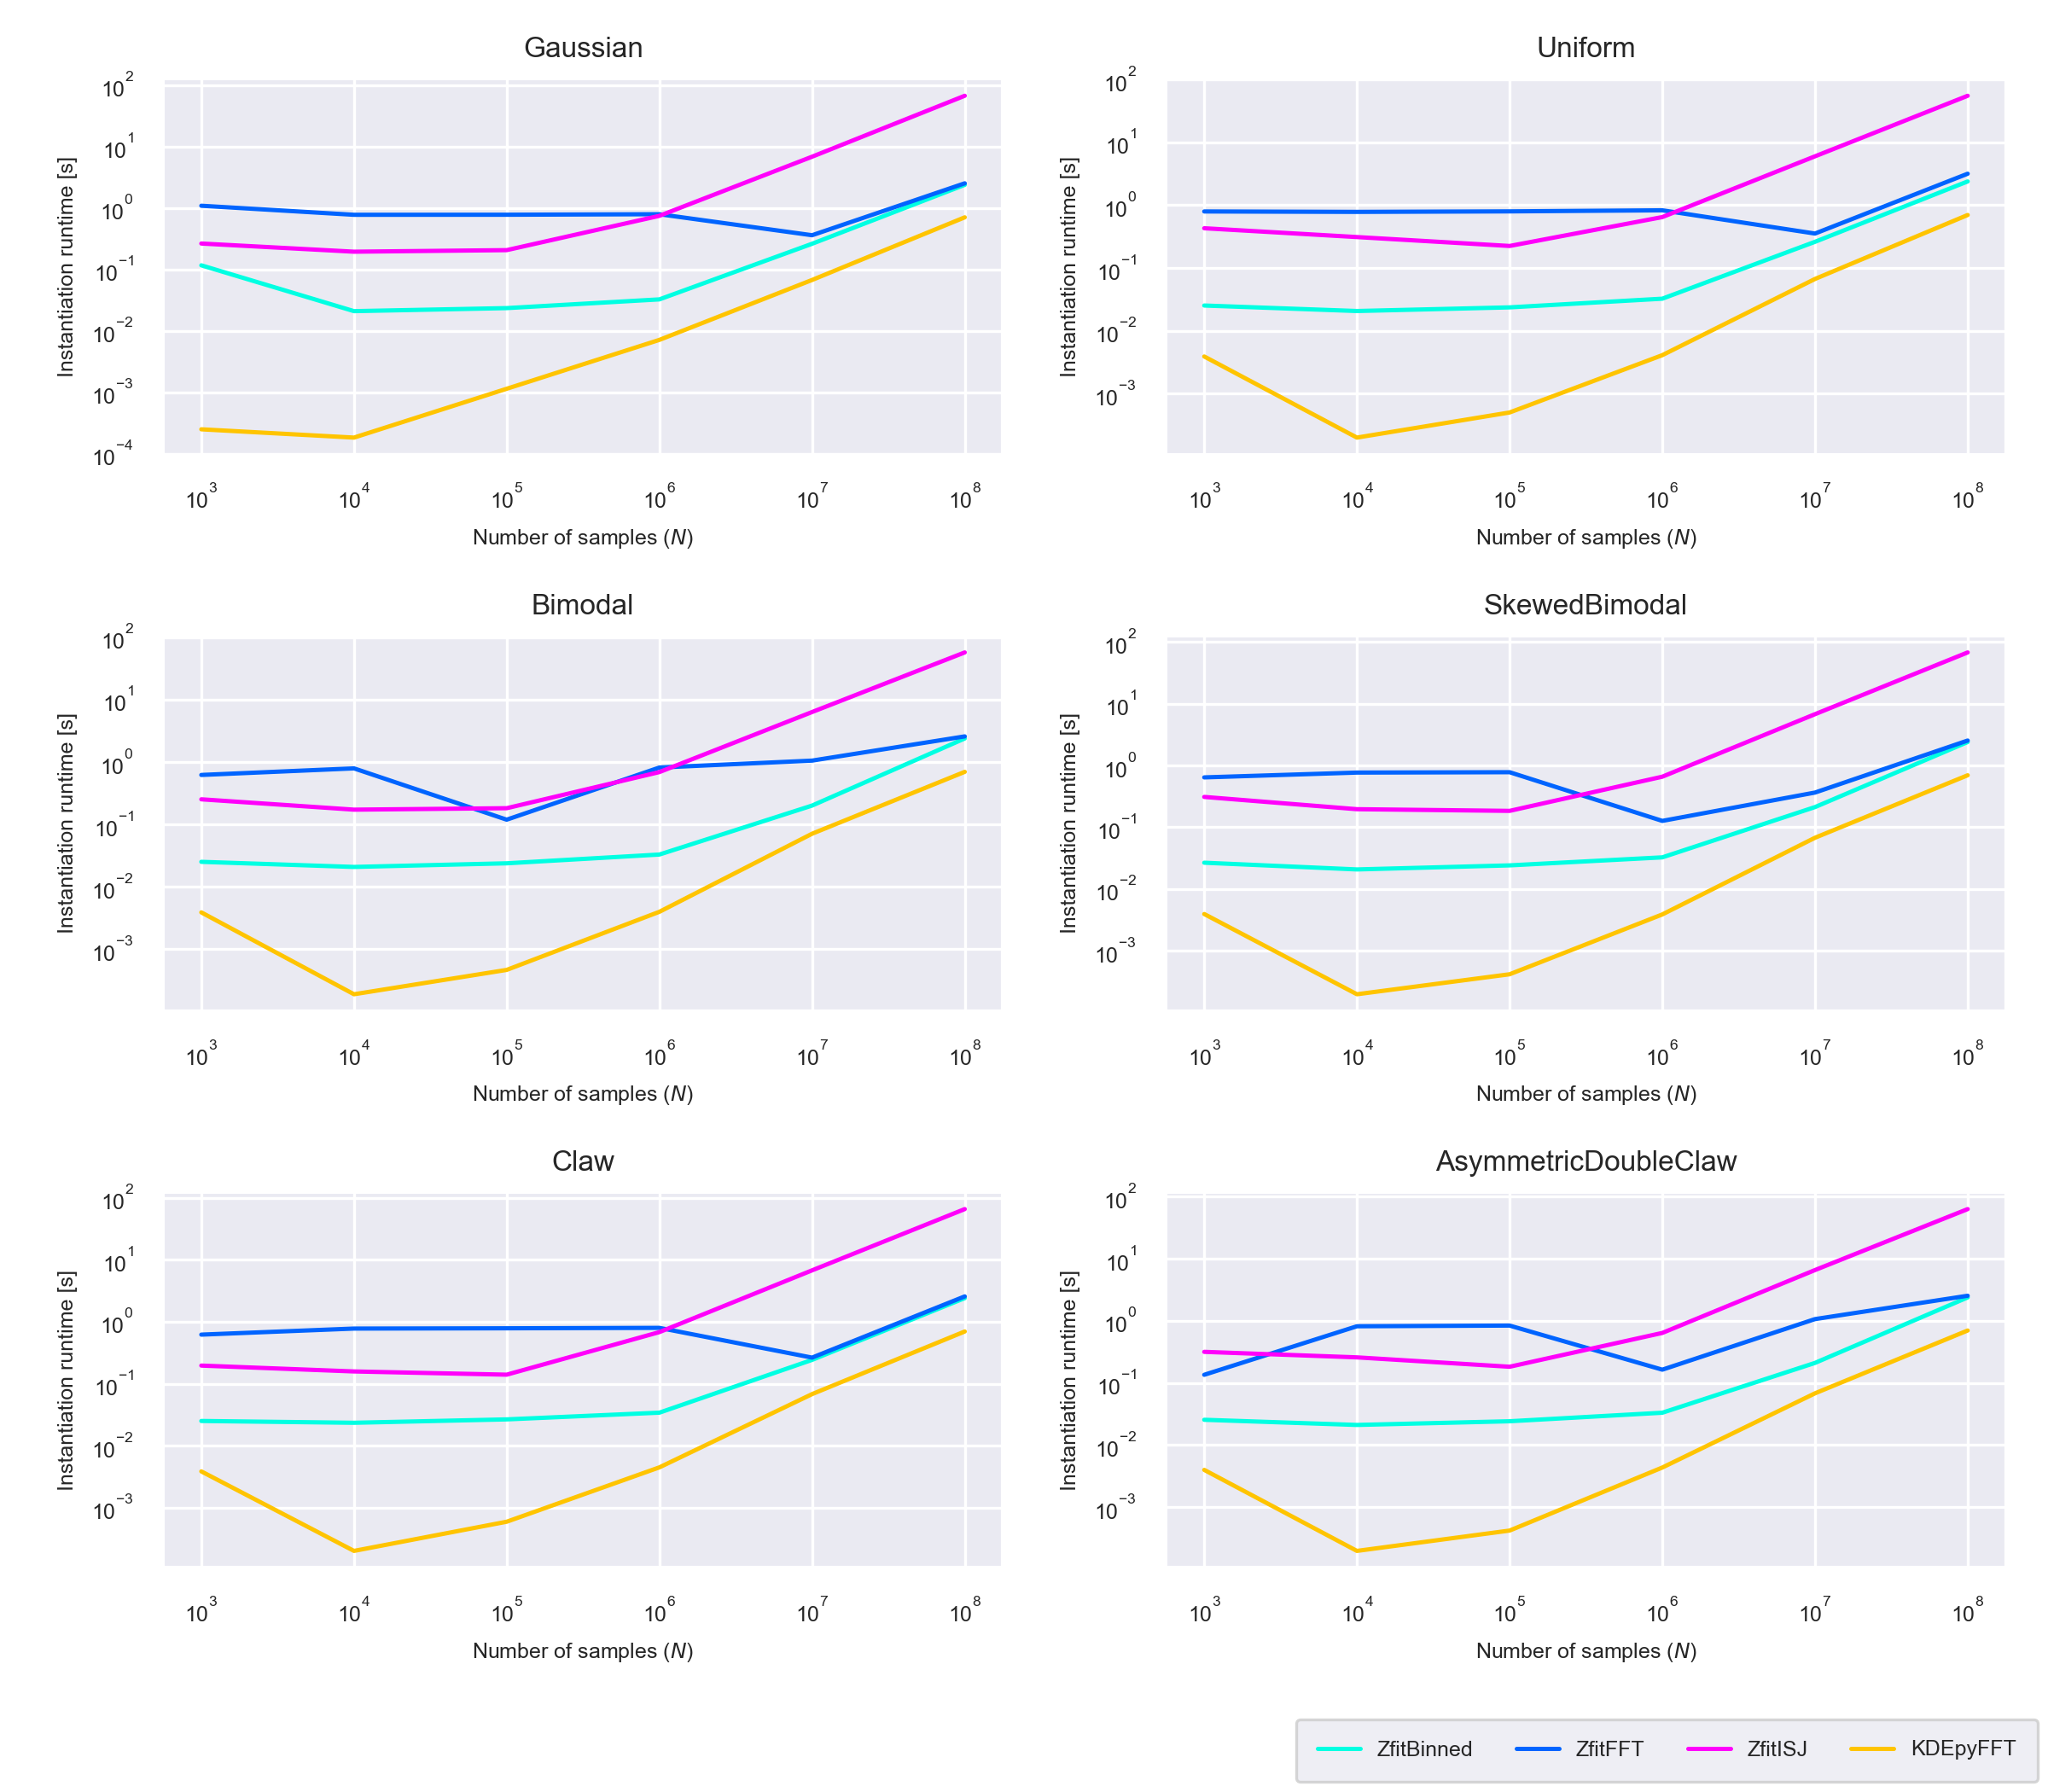 Gaussian
Instantiation runtime [s]
10²
10¹
10⁰
10⁻¹
10⁻²
10⁻³
10⁻⁴
10³ 10⁴ 10⁵ 10⁶ 10⁷ 10⁸
Number of samples (N)
Uniform
Instantiation runtime [s]
10²
10¹
10⁰
10⁻¹
10⁻²
10⁻³
10³ 10⁴ 10⁵ 10⁶ 10⁷ 10⁸
Number of samples (N)
Bimodal
Instantiation runtime [s]
10²
10¹
10⁰
10⁻¹
10⁻²
10⁻³
10³ 10⁴ 10⁵ 10⁶ 10⁷ 10⁸
Number of samples (N)
SkewedBimodal
Instantiation runtime [s]
10²
10¹
10⁰
10⁻¹
10⁻²
10⁻³
10³ 10⁴ 10⁵ 10⁶ 10⁷ 10⁸
Number of samples (N)
Claw
Instantiation runtime [s]
10²
10¹
10⁰
10⁻¹
10⁻²
10⁻³
10³ 10⁴ 10⁵ 10⁶ 10⁷ 10⁸
Number of samples (N)
AsymmetricDoubleClaw
Instantiation runtime [s]
10²
10¹
10⁰
10⁻¹
10⁻²
10⁻³
10³ 10⁴ 10⁵ 10⁶ 10⁷ 10⁸
Number of samples (N)
ZfitBinned ZfitFFT ZfitISJ KDEpyFFT